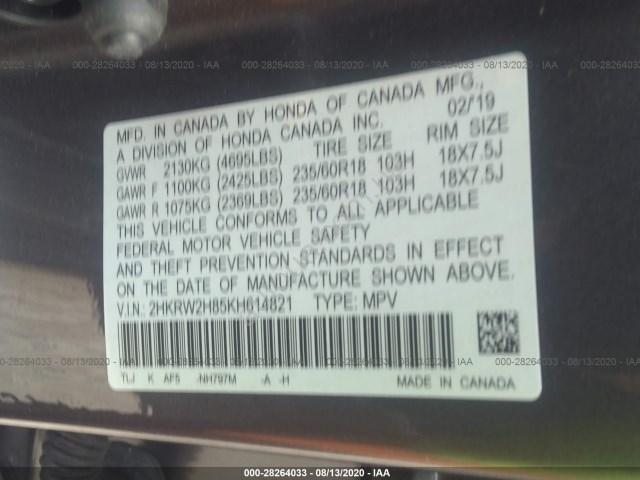 000-28264033 - 08/13/2020 - IAA
MFD. IN CANADA BY HONDA OF CANADA MFG.,
A DIVISION OF HONDA CANADA INC. 02/19
TIRE SIZE RIM SIZE
GVWR 2130KG (4695LBS)
GAWR F 1100KG (2425LBS) 235/60R18 103H 18X7.5J
GAWR R 1075KG (2369LBS) 235/60R18 103H 18X7.5J
THIS VEHICLE CONFORMS TO ALL APPLICABLE
FEDERAL MOTOR VEHICLE SAFETY
AND THEFT PREVENTION STANDARDS IN EFFECT
ON THE DATE OF MANUFACTURE SHOWN ABOVE.
V.I.N.: 2HKRW2H85KH614821 TYPE: MPV
TLJ K AF5 -NH797M -A -H
MADE IN CANADA
000-28264033 - 08/13/2020 - IAA